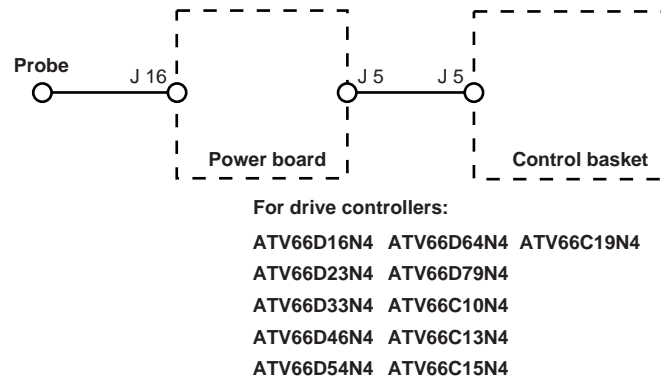 Probe
J 16
J 5
J 5
Power board
Control basket
For drive controllers:
ATV66D16N4 ATV66D64N4 ATV66C19N4
ATV66D23N4 ATV66D79N4
ATV66D33N4 ATV66C10N4
ATV66D46N4 ATV66C13N4
ATV66D54N4 ATV66C15N4